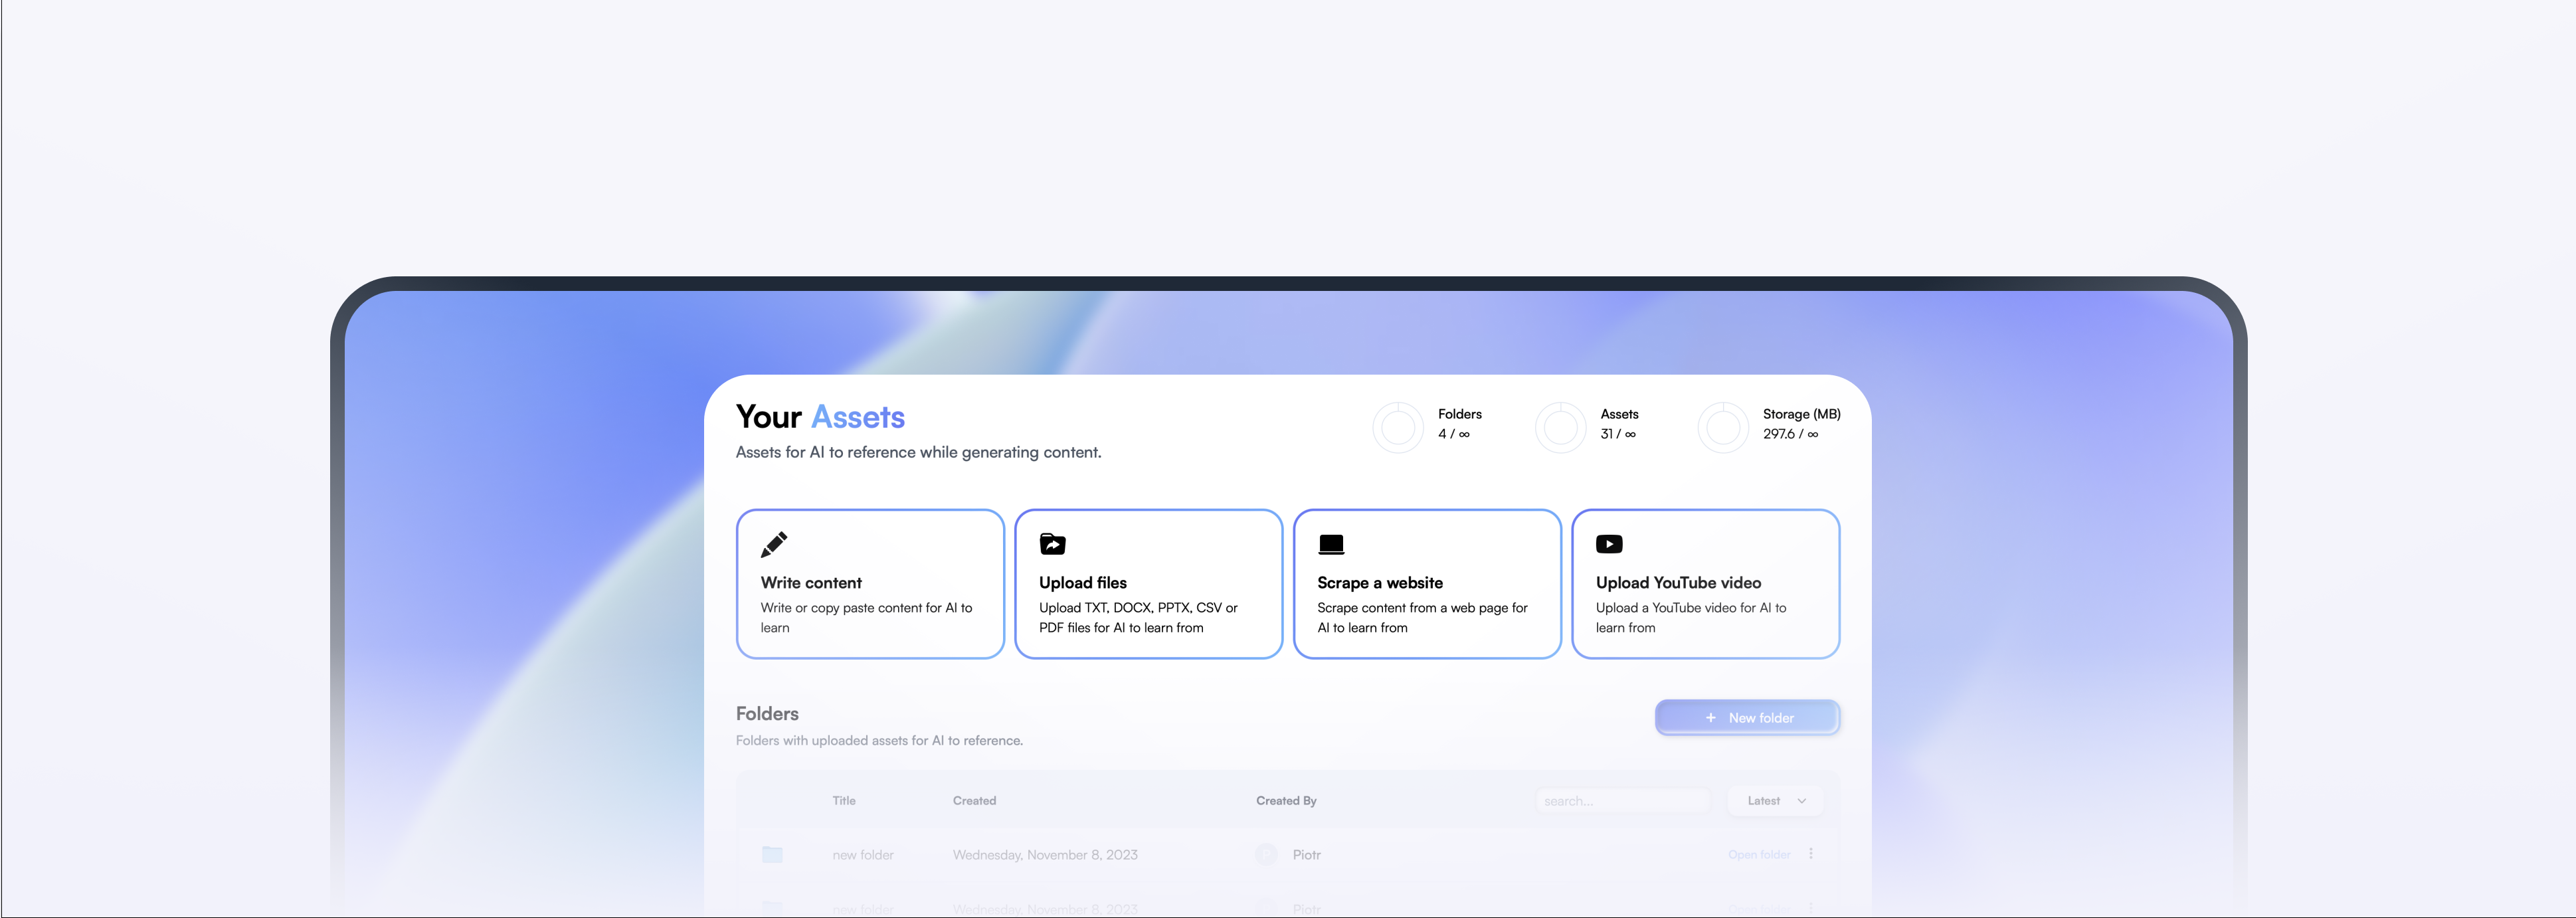 Your Assets
Assets for AI to reference while generating content.
Folders
4 / ∞
Assets
31 / ∞
Storage (MB)
297.6 / ∞
Write content
Write or copy paste content for AI to
learn
Upload files
Upload TXT, DOCX, PPTX, CSV or
PDF files for AI to learn from
Scrape a website
Scrape content from a web page for
AI to learn from
Upload YouTube video
Upload a YouTube video for AI to
learn from
Folders
Folders with uploaded assets for AI to reference.
+ New folder
Title Created Created By search... Latest
new folder Wednesday, November 8, 2023 Piotr Open folder
new folder Wednesday, November 8, 2023 Piotr Open folder